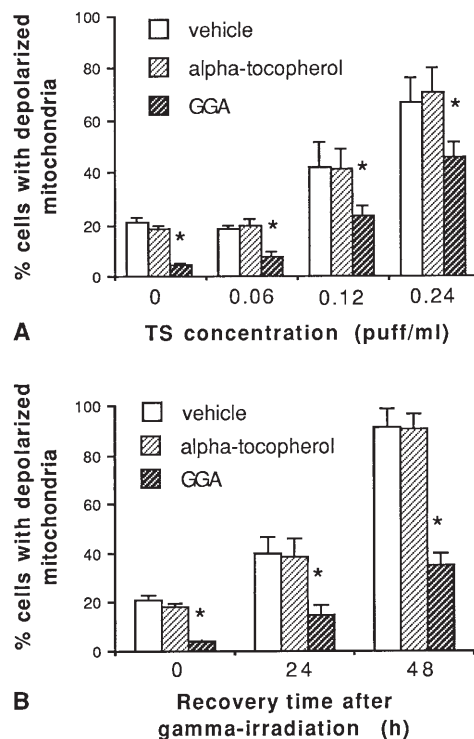 % cells with depolarized
mitochondria
100
80
60
40
20
0
vehicle
alpha-tocopherol
GGA
*
*
*
*
0 0.06 0.12 0.24
A TS concentration (puff/ml)
% cells with depolarized
mitochondria
100
80
60
40
20
0
vehicle
alpha-tocopherol
GGA
*
*
*
0 24 48
B Recovery time after
gamma-irradiation (h)